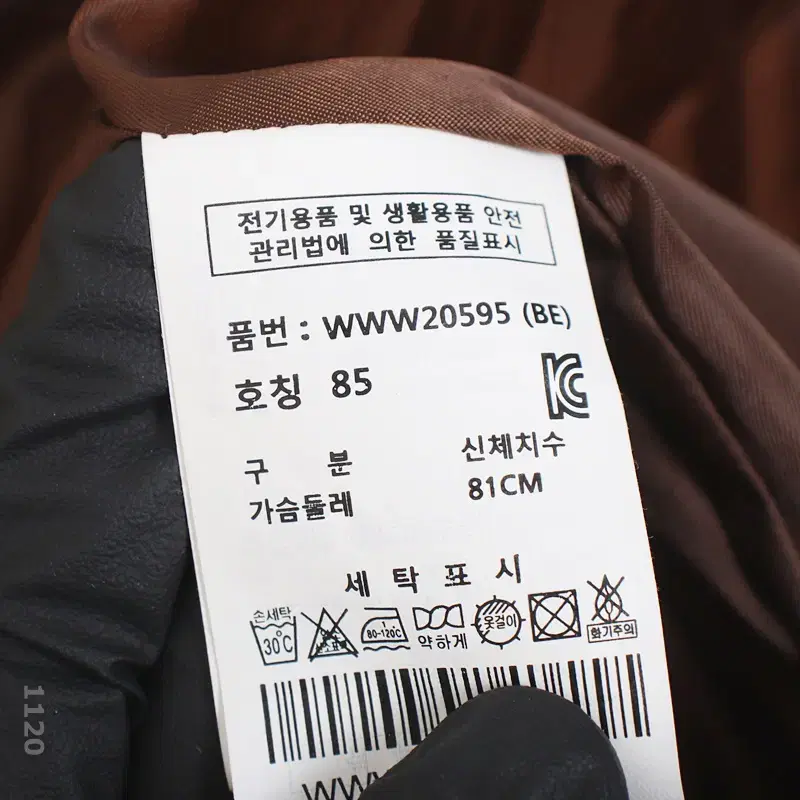 전기용품 및 생활용품 안전
관리법에 의한 품질표시
품번 : WWW20595 (BE)
호칭 85
구 분 신체치수
가슴둘레 81CM
세 탁 표 시
손세탁
30°C
80-120°C
약하게
옷걸이
화기주의
1120